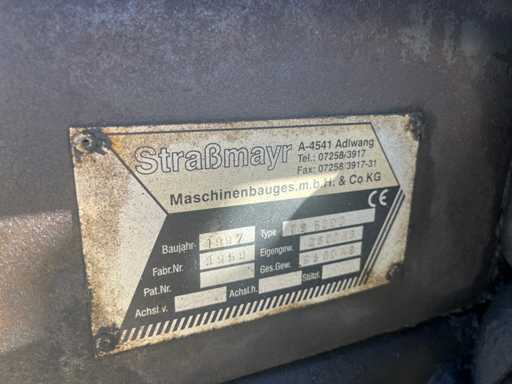 Straßmayr
A-4541 Adlwang
Tel.: 07258/3917
Fax: 07258/3917-31
Maschinenbauges.m.b.H. & Co KG
CE
Baujahr 1997 Type
Fabr.Nr. Eigengew.
Pat.Nr. Ges.Gew.
Achsl.v. Achsl.h. Stützl.